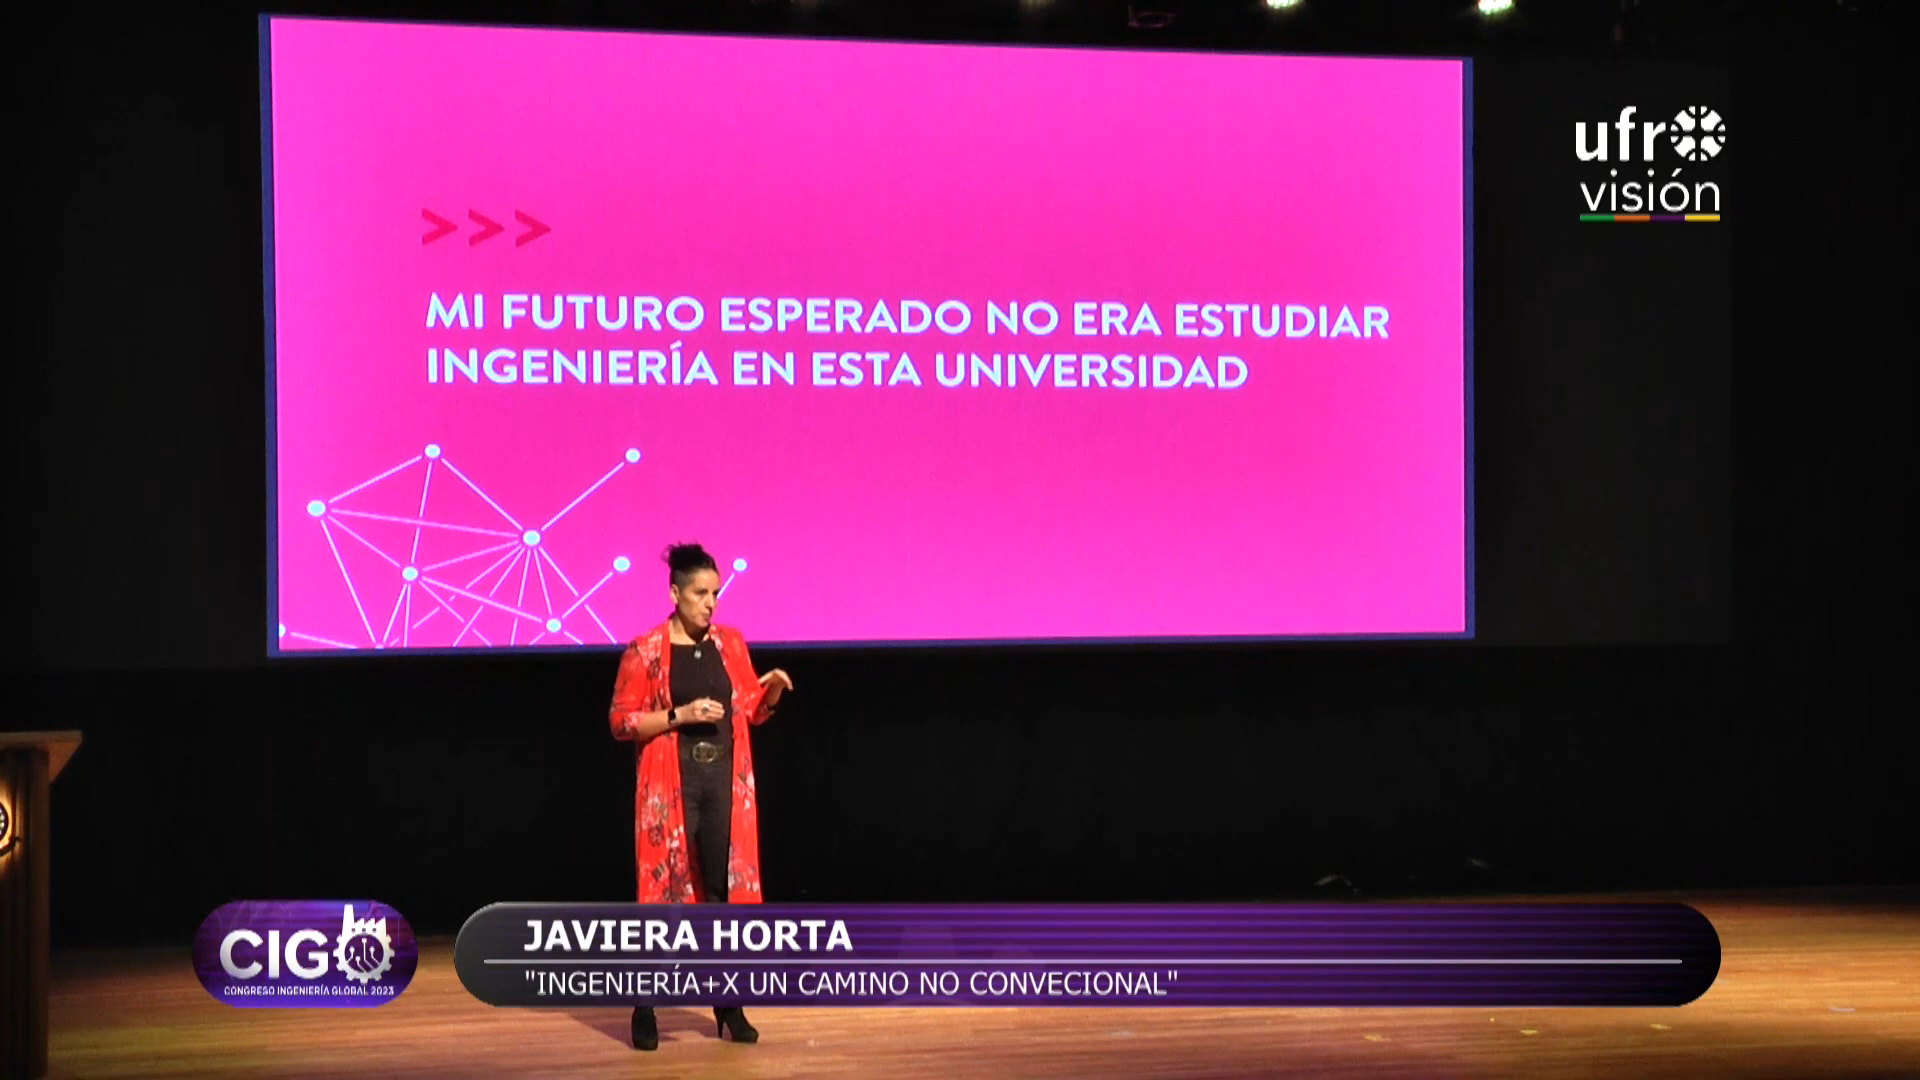 >>>
MI FUTURO ESPERADO NO ERA ESTUDIAR
INGENIERÍA EN ESTA UNIVERSIDAD
ufro
visión
CIGO
CONGRESO INGENIERÍA GLOBAL 2023
JAVIERA HORTA
"INGENIERÍA+X UN CAMINO NO CONVECIONAL"